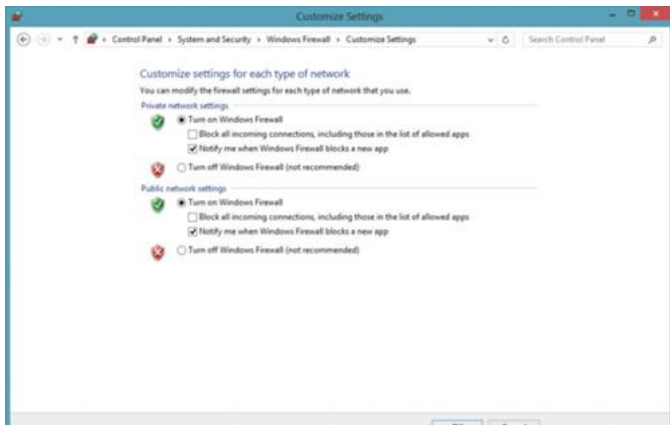 Customize Settings
Control Panel › System and Security › Windows Firewall › Customize Settings
Search Control Panel
Customize settings for each type of network
You can modify the firewall settings for each type of network that you use.
Private network settings
Turn on Windows Firewall
Block all incoming connections, including those in the list of allowed apps
Notify me when Windows Firewall blocks a new app
Turn off Windows Firewall (not recommended)
Public network settings
Turn on Windows Firewall
Block all incoming connections, including those in the list of allowed apps
Notify me when Windows Firewall blocks a new app
Turn off Windows Firewall (not recommended)